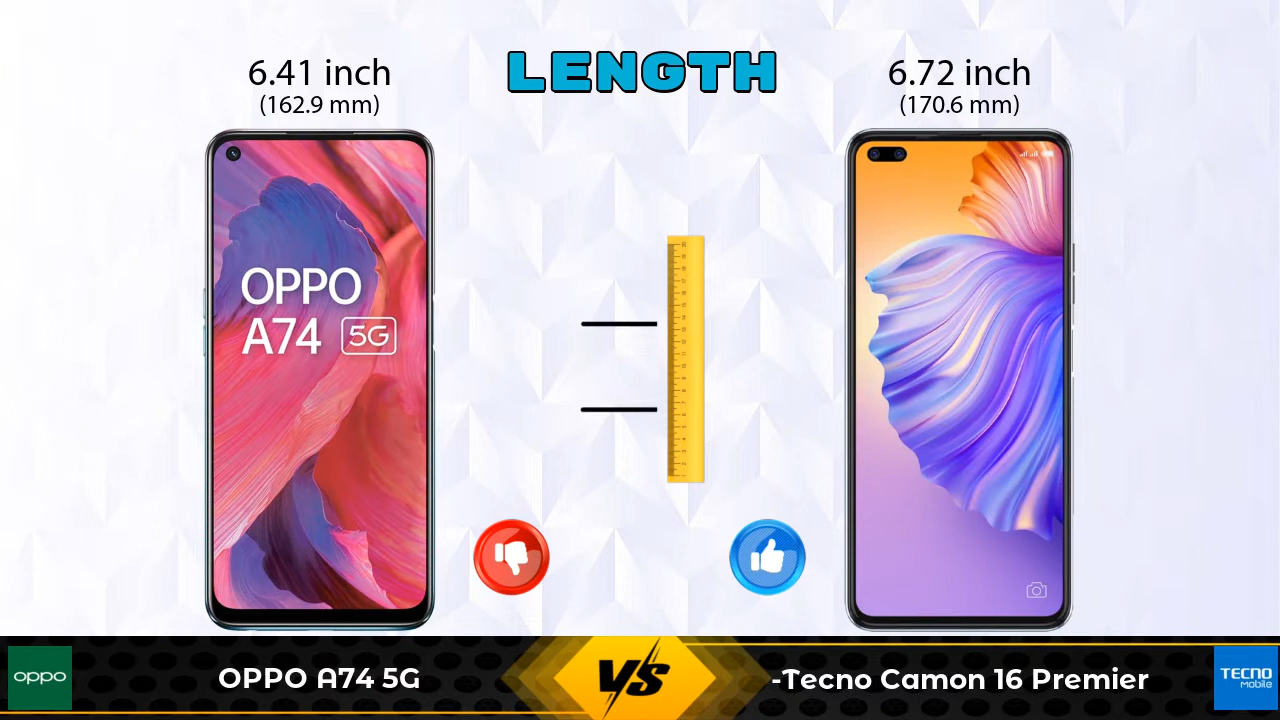 LENGTH
6.41 inch
(162.9 mm)
6.72 inch
(170.6 mm)
OPPO
A74 5G
oppo
OPPO A74 5G
VS
-Tecno Camon 16 Premier
TECNO
mobile